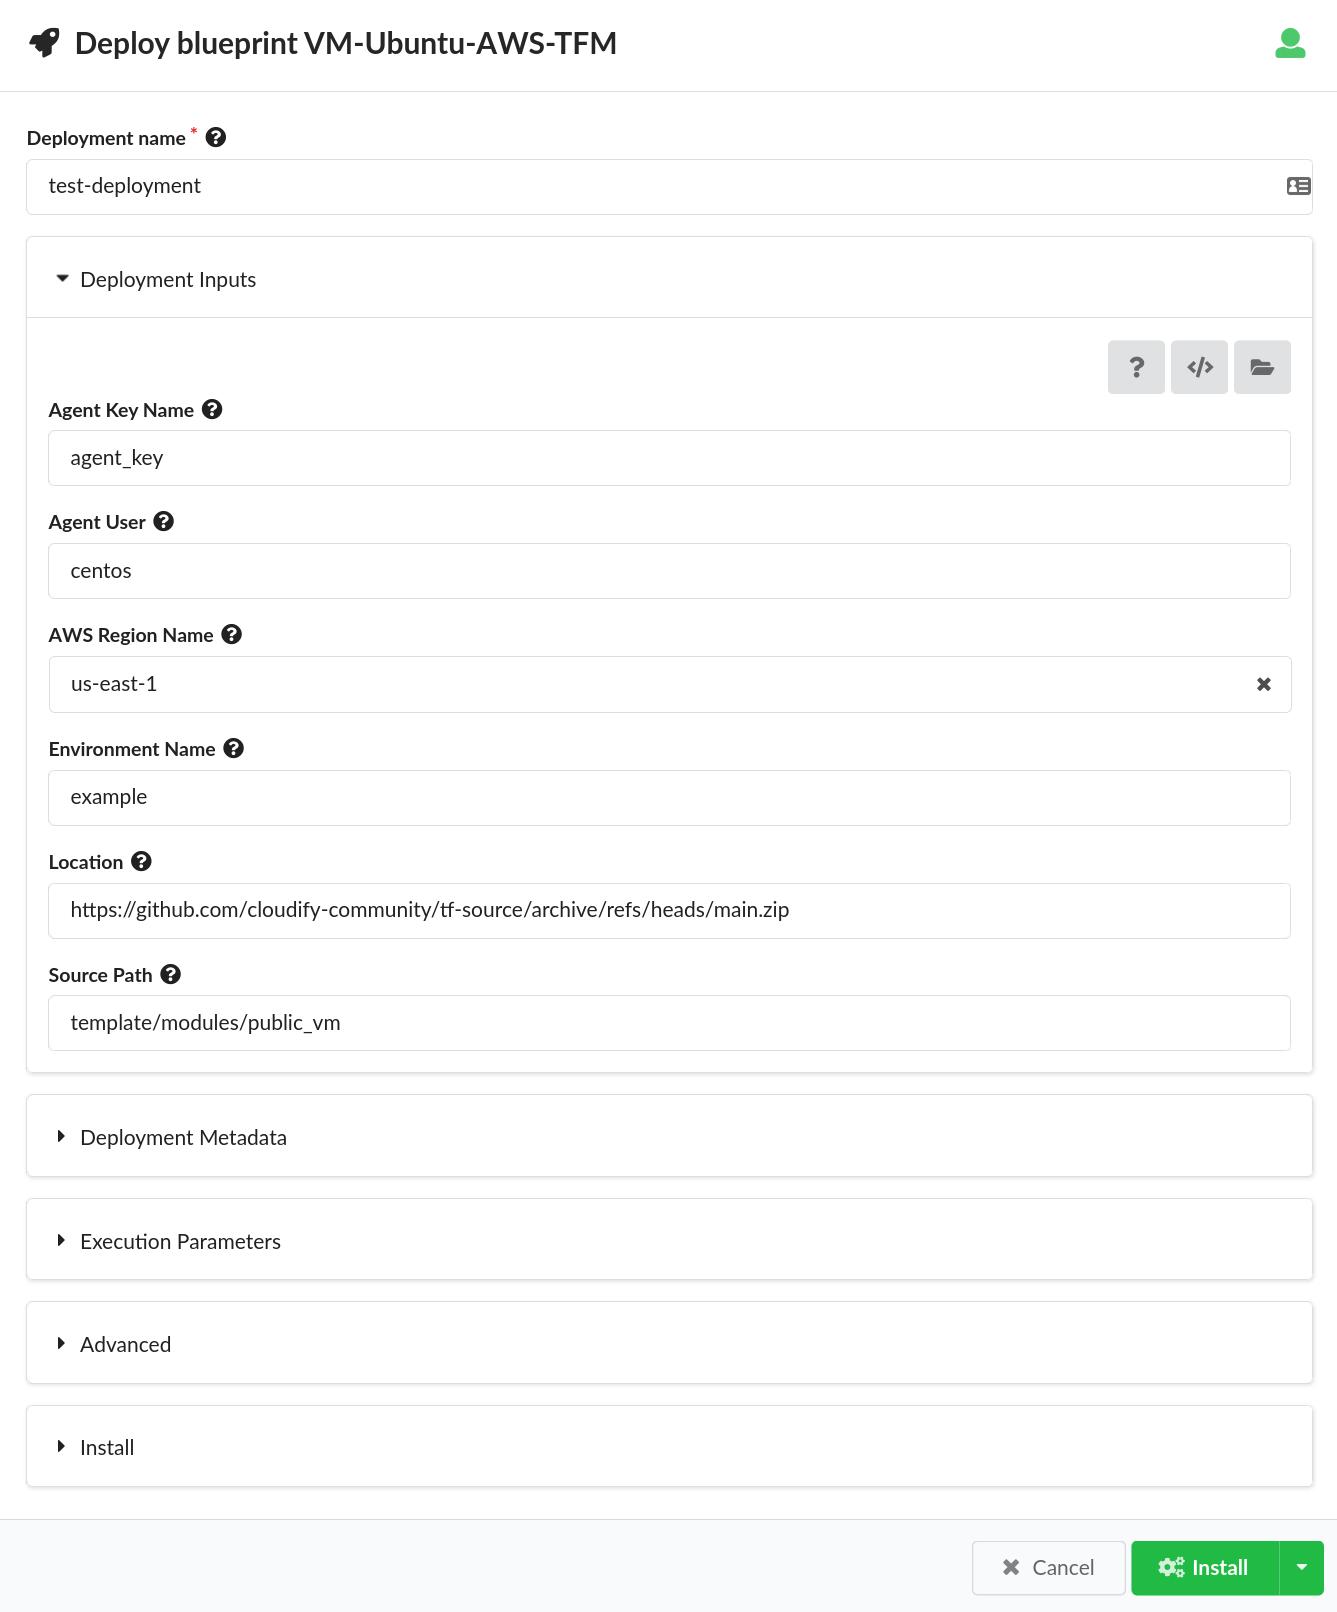 Deploy blueprint VM-Ubuntu-AWS-TFM
Deployment name *
test-deployment
Deployment Inputs
Agent Key Name
agent_key
Agent User
centos
AWS Region Name
us-east-1
Environment Name
example
Location
https://github.com/cloudify-community/tf-source/archive/refs/heads/main.zip
Source Path
template/modules/public_vm
Deployment Metadata
Execution Parameters
Advanced
Install
Cancel Install